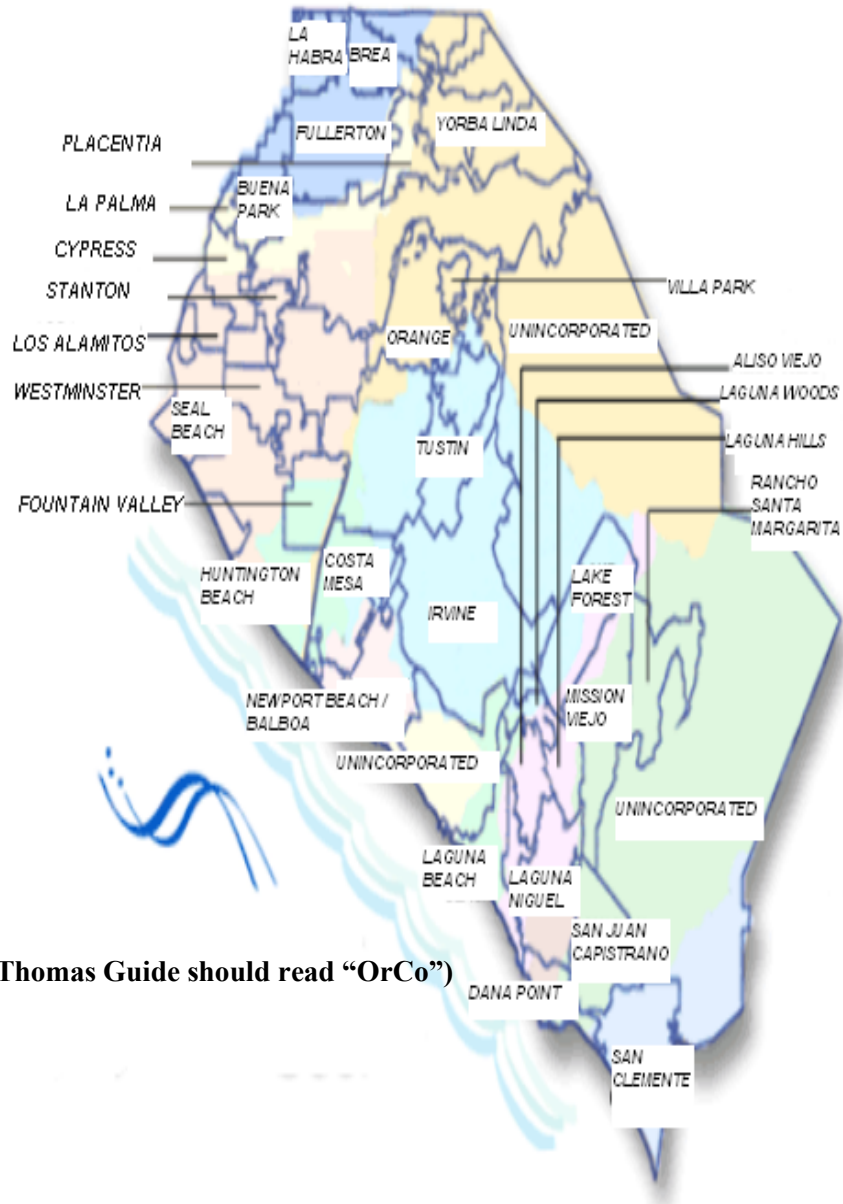 LA
HABRA
BREA
FULLERTON
YORBA LINDA
PLACENTIA
BUENA
PARK
LA PALMA
CYPRESS
STANTON
VILLA PARK
LOS ALAMITOS
ORANGE
UNINCORPORATED
ALISO VIEJO
WESTMINSTER
LAGUNA WOODS
SEAL
BEACH
TUSTIN
LAGUNA HILLS
RANCHO
SANTA
MARGARITA
FOUNTAIN VALLEY
HUNTINGTON
BEACH
COSTA
MESA
LAKE
FOREST
IRVINE
NEWPORT BEACH /
BALBOA
MISSION
VIEJO
UNINCORPORATED
UNINCORPORATED
LAGUNA
BEACH
LAGUNA
NIGUEL
SAN JUAN
CAPISTRANO
Thomas Guide should read “OrCo”)
DANA POINT
SAN
CLEMENTE